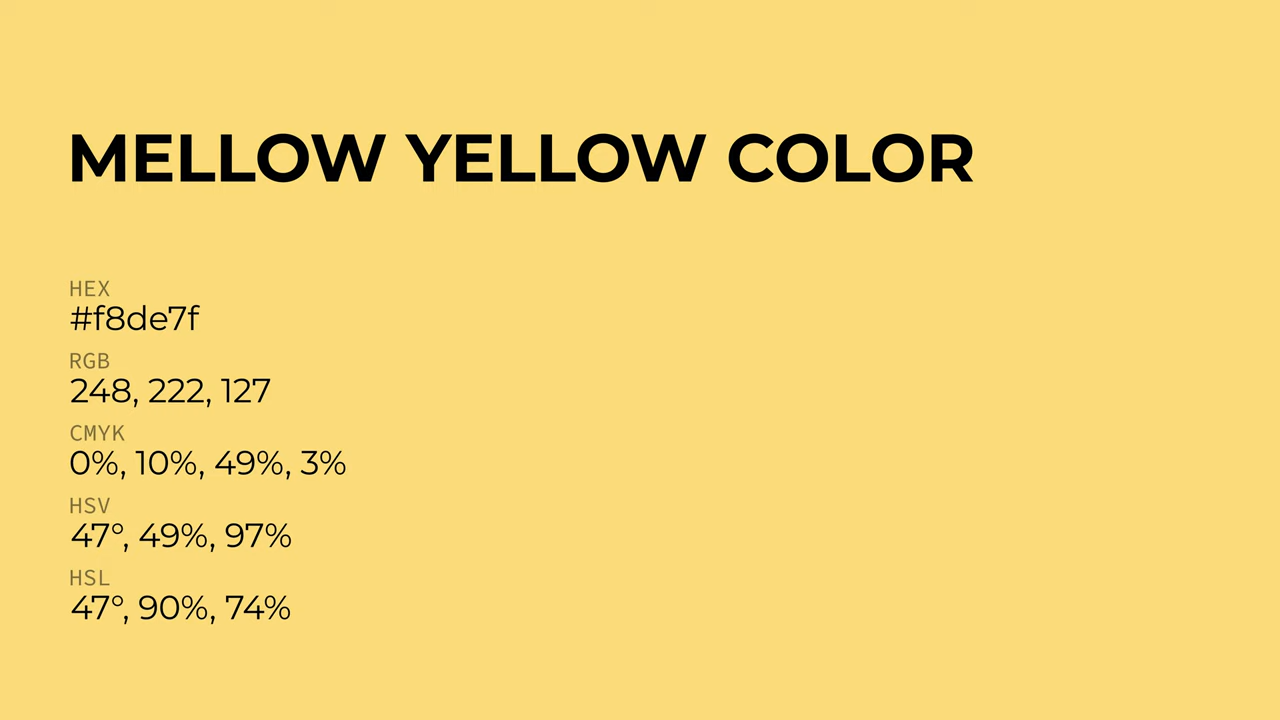 MELLOW YELLOW COLOR
HEX
#f8de7f
RGB
248, 222, 127
CMYK
0%, 10%, 49%, 3%
HSV
47°, 49%, 97%
HSL
47°, 90%, 74%